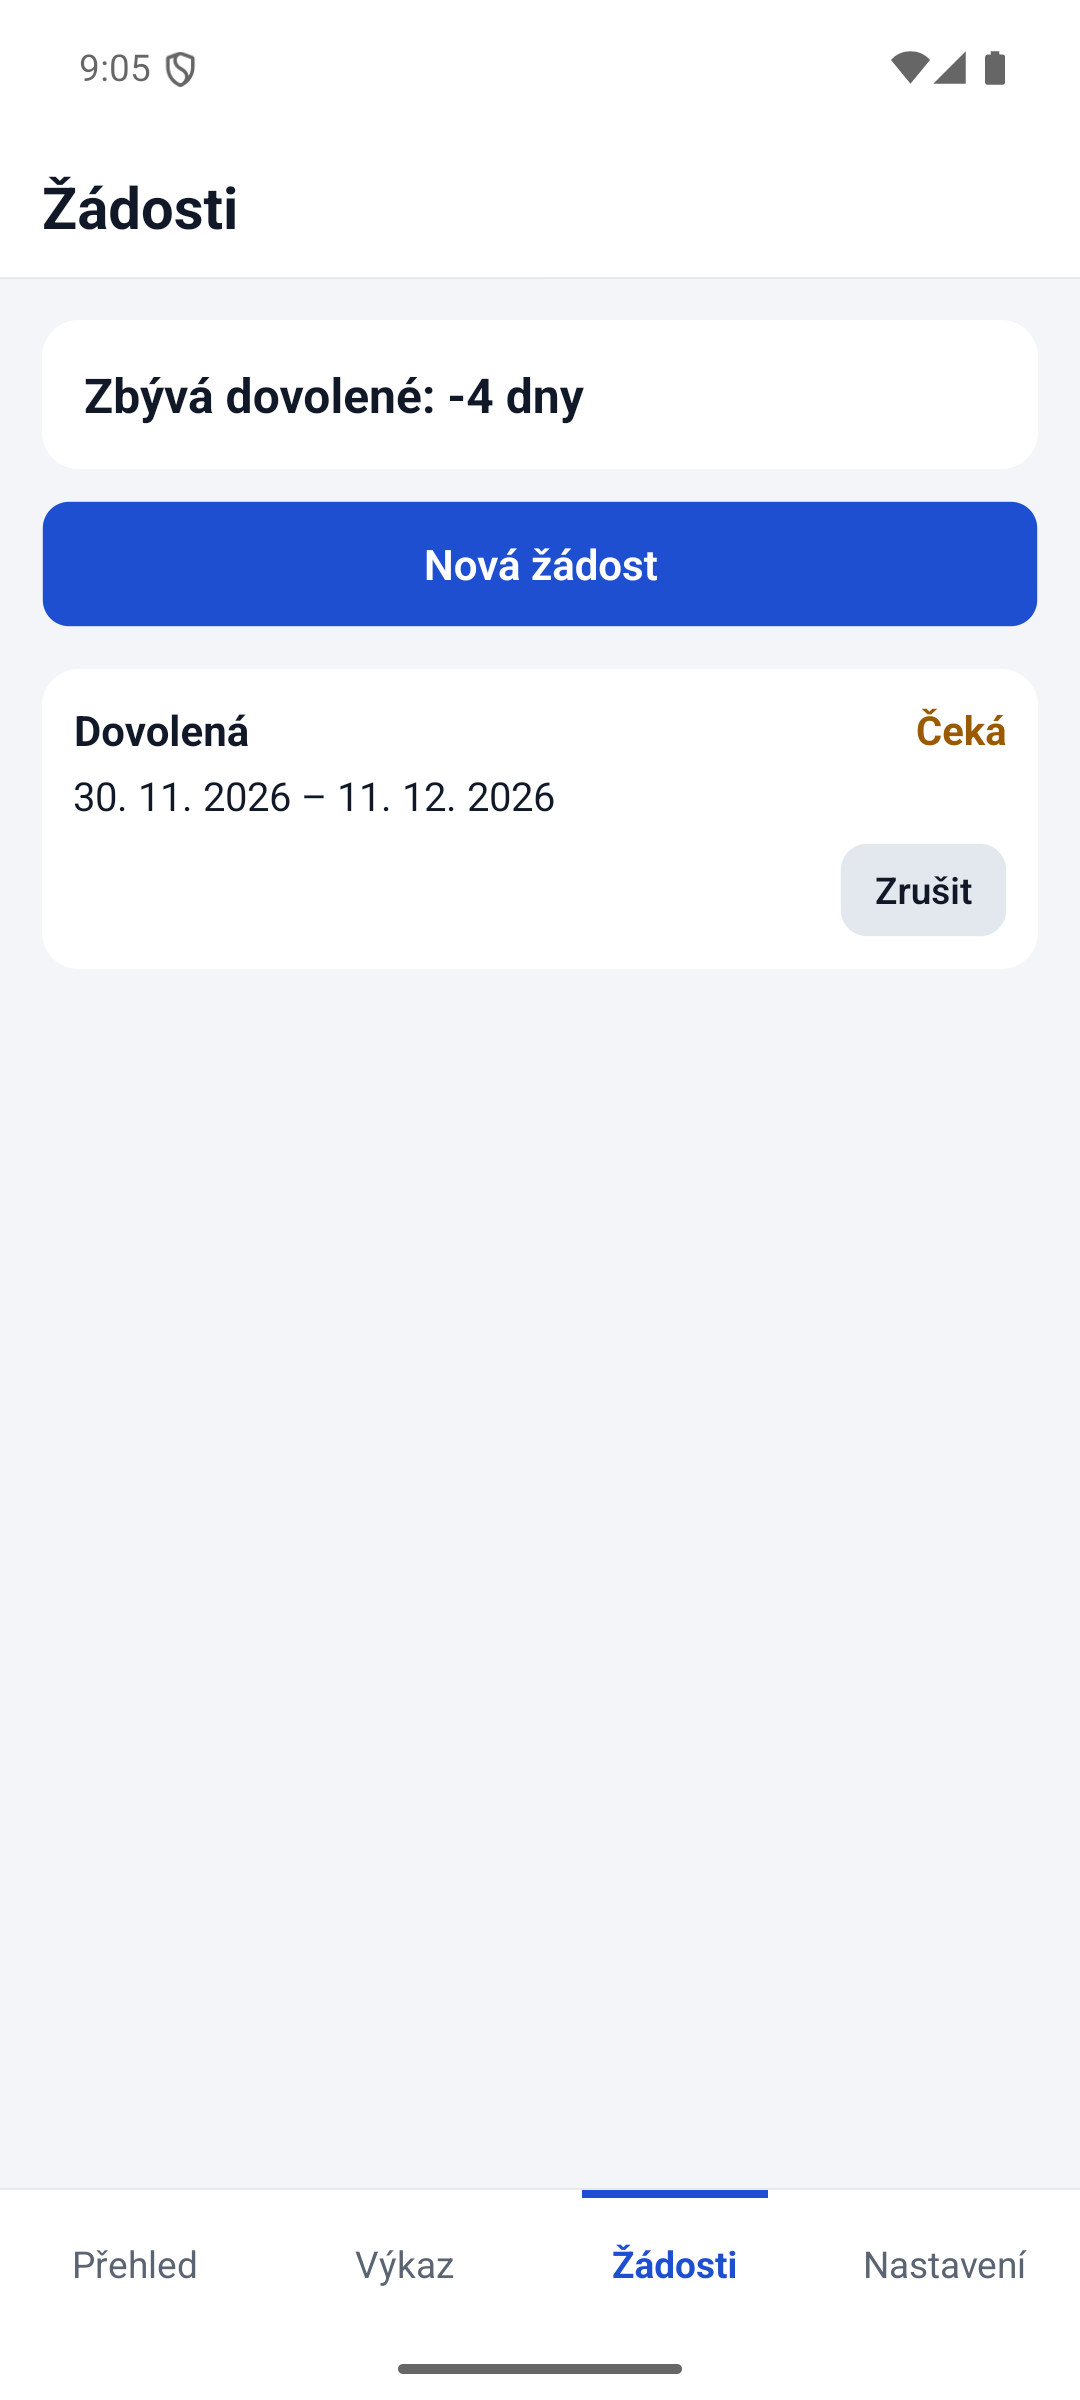 9:05
Žádosti
Zbývá dovolené: -4 dny
Nová žádost
Dovolená
Čeká
30. 11. 2026 – 11. 12. 2026
Zrušit
Přehled
Výkaz
Žádosti
Nastavení